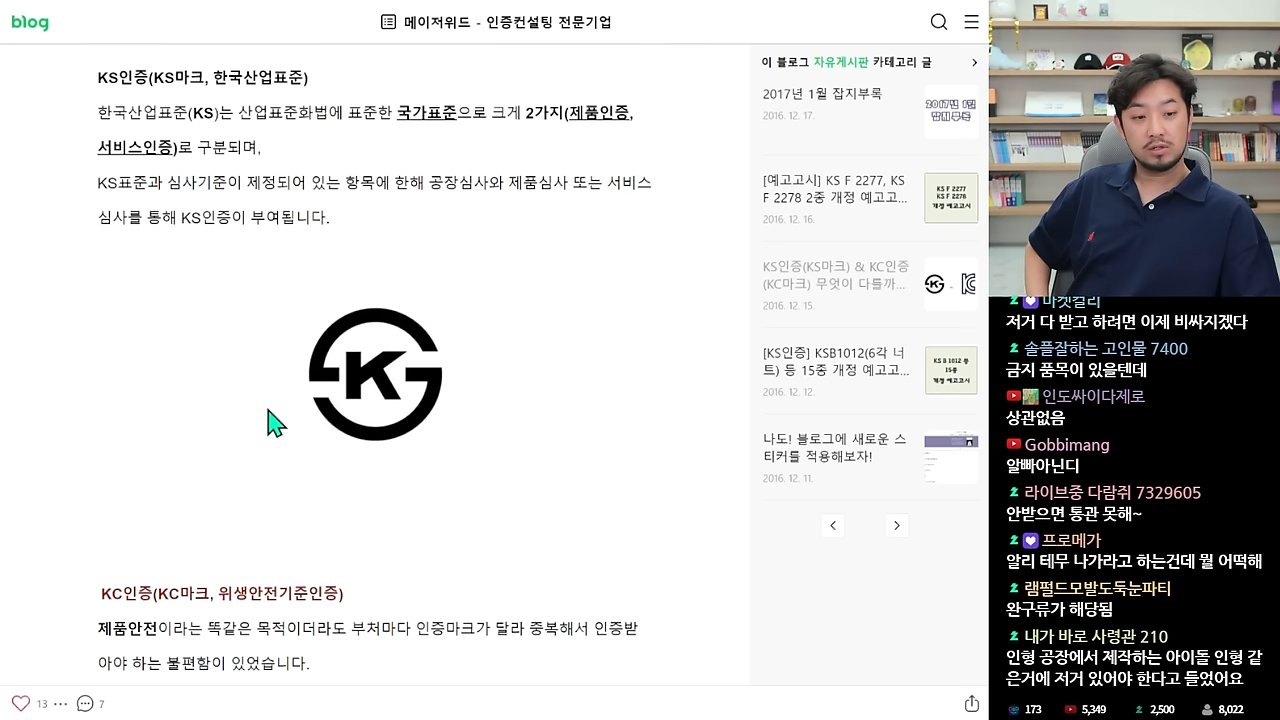 blog
메이저위드 - 인증컨설팅 전문기업
KS인증(KS마크, 한국산업표준)
한국산업표준(KS)는 산업표준화법에 표준한 국가표준으로 크게 2가지(제품인증,
서비스인증)로 구분되며,
KS표준과 심사기준이 제정되어 있는 항목에 한해 공장심사와 제품심사 또는 서비스
심사를 통해 KS인증이 부여됩니다.
K
KC인증(KC마크, 위생안전기준인증)
제품안전이라는 똑같은 목적이더라도 부처마다 인증마크가 달라 중복해서 인증받
아야 하는 불편함이 있었습니다.
13
7
이 블로그 자유게시판 카테고리 글
2017년 1월 잡지부록
2016. 12. 17.
[예고고시] KS F 2277, KS
F 2278 2종 개정 예고고...
2016. 12. 16.
KS F 2277
KS F 2278
개정 예고고시
KS인증(KS마크) & KC인증
(KC마크) 무엇이 다를까...
2016. 12. 15.
[KS인증] KSB1012(6각 너
트) 등 15종 개정 예고고...
2016. 12. 12.
KS B 1012 등
15종
개정 예고고시
나도! 블로그에 새로운 스
티커를 적용해보자!
2016. 12. 11.
마켓컬리
저거 다 받고 하려면 이제 비싸지겠다
솔플잘하는 고인물 7400
금지 품목이 있을텐데
인도싸이다제로
상관없음
Gobbimang
알빠아닌디
라이브중 다람쥐 7329605
안받으면 통관 못해~
프로메가
알리 테무 나가라고 하는건데 뭘 어떡해
램펄드모발도둑눈파티
완구류가 해당됨
내가 바로 사령관 210
인형 공장에서 제작하는 아이돌 인형 같
은거에 저거 있어야 한다고 들었어요
173
5,349
2,500
8,022